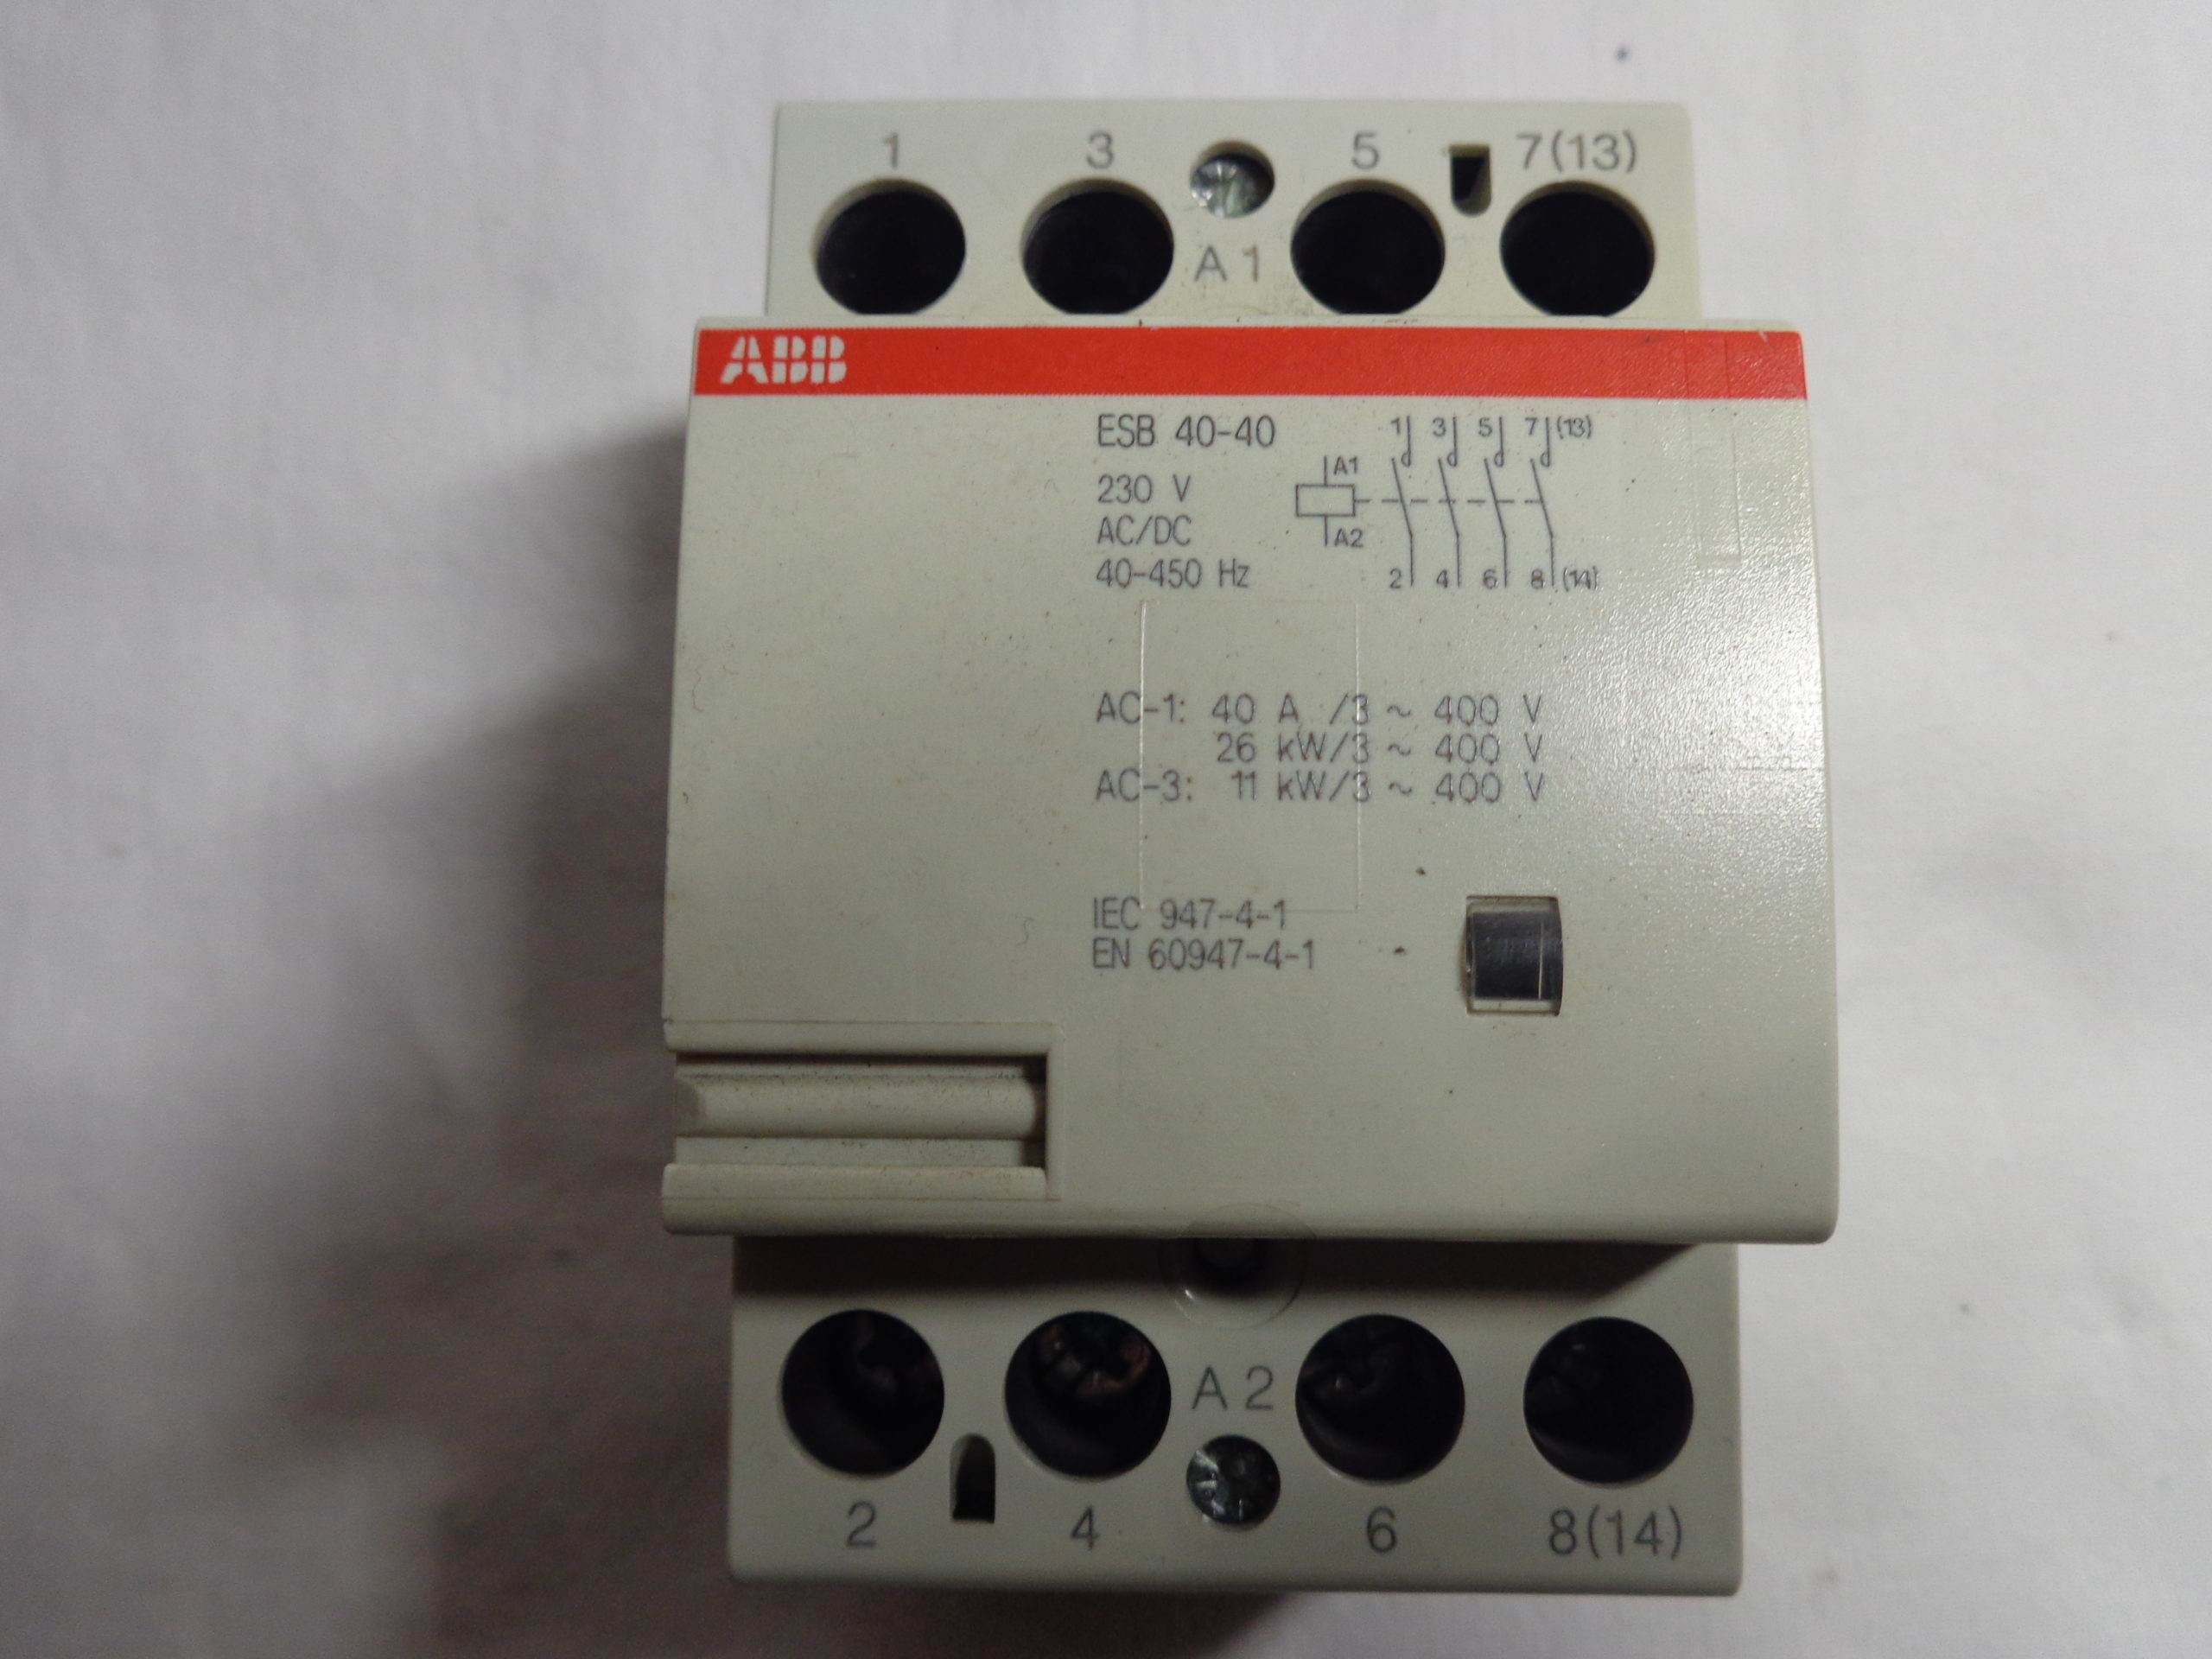 1 3 5 7(13)
A 1
ABB
ESB 40-40
230 V
AC/DC
40-450 Hz
1 3 5 7 (13)
A1
A2
2 4 6 8 (14)
AC-1: 40 A /3 ~ 400 V
26 kW/3 ~ 400 V
AC-3: 11 kW/3 ~ 400 V
IEC 947-4-1
EN 60947-4-1
A 2
2 4 6 8(14)